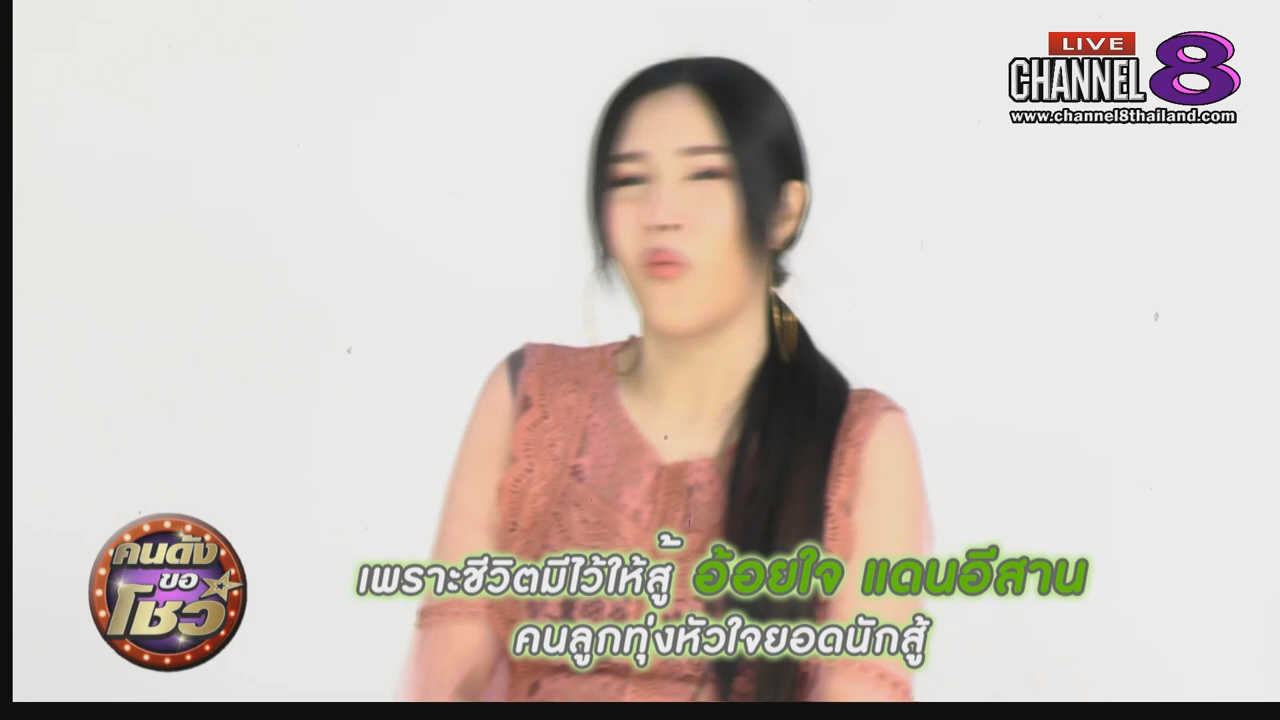 LIVE
CHANNEL 8
www.channel8thailand.com
คนดัง
ขอ
โชว์
เพราะชีวิตมีไว้ให้สู้ อ้อยใจ แดนอีสาน
คนลูกทุ่งหัวใจยอดนักสู้